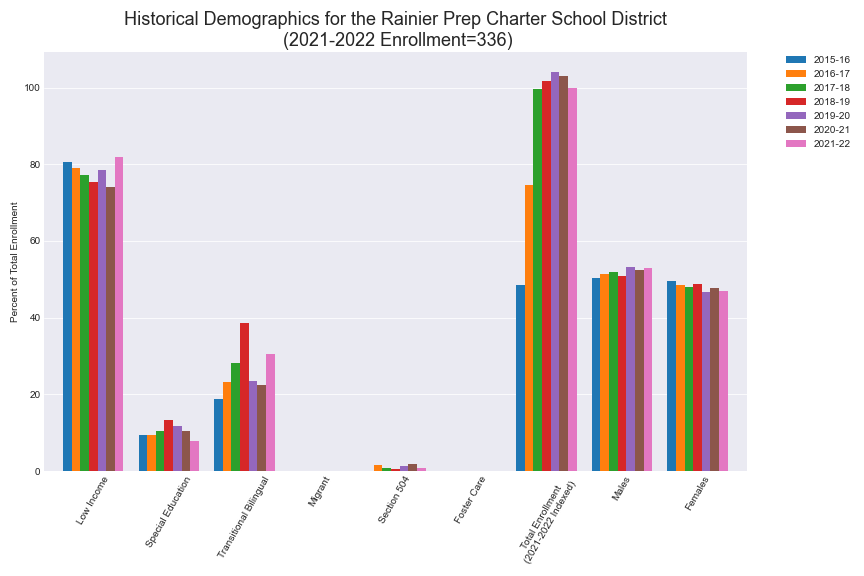 Historical Demographics for the Rainier Prep Charter School District
(2021-2022 Enrollment=336)
2015-16
2016-17
2017-18
2018-19
2019-20
2020-21
2021-22
Percent of Total Enrollment
100
80
60
40
20
0
Low Income
Special Education
Transitional Bilingual
Migrant
Section 504
Foster Care
Total Enrollment
(2021-2022 Indexed)
Males
Females